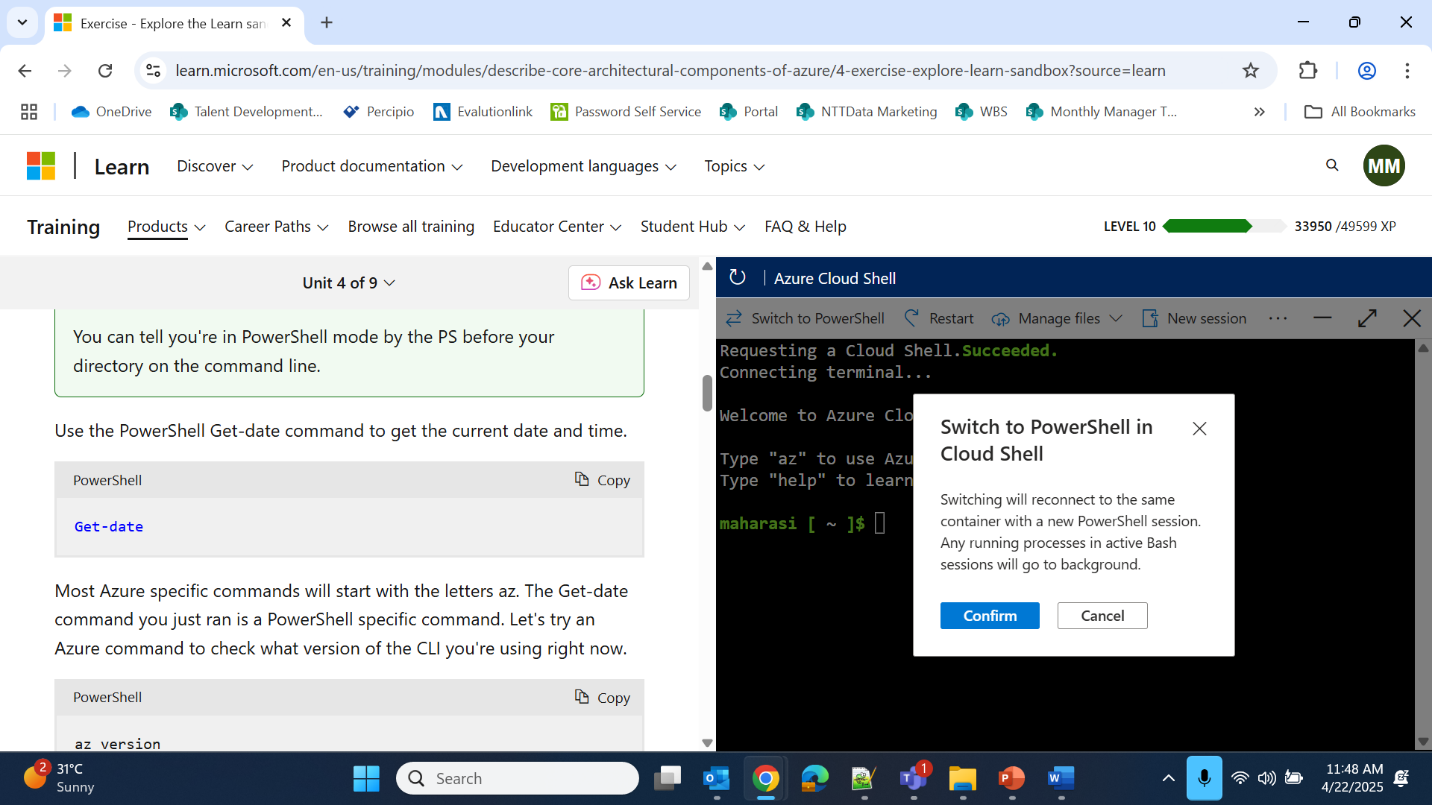 Exercise - Explore the Learn san
learn.microsoft.com/en-us/training/modules/describe-core-architectural-components-of-azure/4-exercise-explore-learn-sandbox?source=learn
OneDrive
Talent Development...
Percipio
Evalutionlink
Password Self Service
Portal
NTTData Marketing
WBS
Monthly Manager T...
All Bookmarks
Learn
Discover
Product documentation
Development languages
Topics
MM
Training
Products
Career Paths
Browse all training
Educator Center
Student Hub
FAQ & Help
LEVEL 10
33950 /49599 XP
Unit 4 of 9
Ask Learn
You can tell you're in PowerShell mode by the PS before your
directory on the command line.
Use the PowerShell Get-date command to get the current date and time.
PowerShell
Copy
Get-date
Most Azure specific commands will start with the letters az. The Get-date
command you just ran is a PowerShell specific command. Let's try an
Azure command to check what version of the CLI you're using right now.
PowerShell
Copy
az version
Azure Cloud Shell
Switch to PowerShell
Restart
Manage files
New session
Requesting a Cloud Shell.Succeeded.
Connecting terminal...
Welcome to Azure Clo
Type "az" to use Azu
Type "help" to learn
maharasi [ ~ ]$
Switch to PowerShell in
Cloud Shell
Switching will reconnect to the same
container with a new PowerShell session.
Any running processes in active Bash
sessions will go to background.
Confirm
Cancel
2
31°C
Sunny
Search
1
11:48 AM
4/22/2025